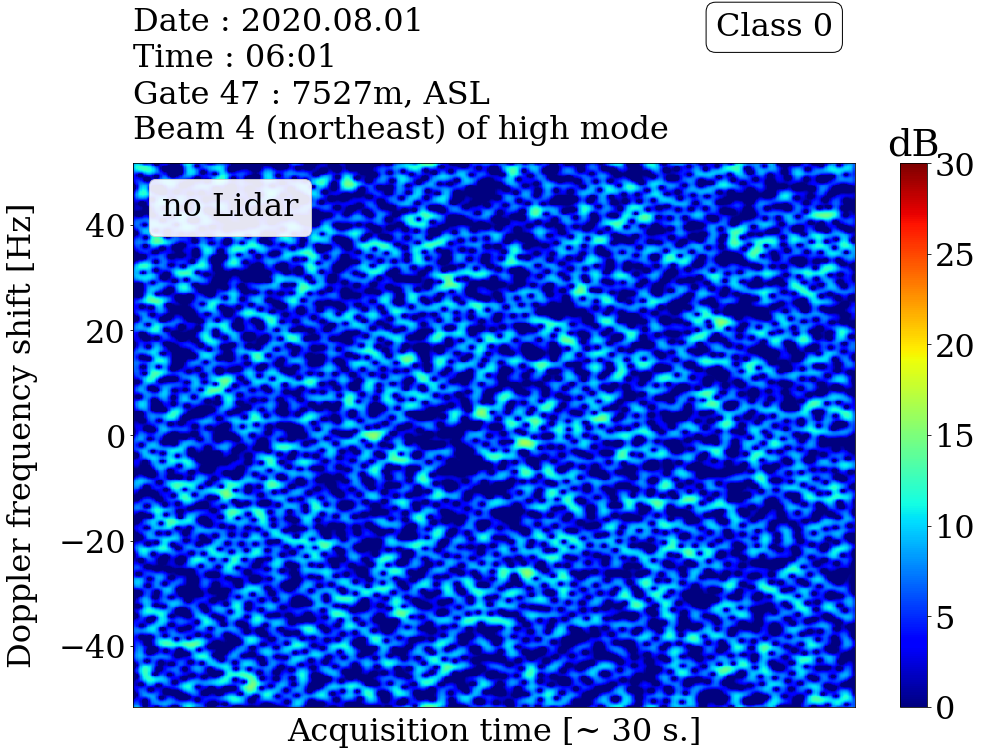 Date : 2020.08.01
Time : 06:01
Gate 47 : 7527m, ASL
Beam 4 (northeast) of high mode
Class 0
dB
no Lidar
Doppler frequency shift [Hz]
40
20
0
−20
−40
30
25
20
15
10
5
0
Acquisition time [~ 30 s.]